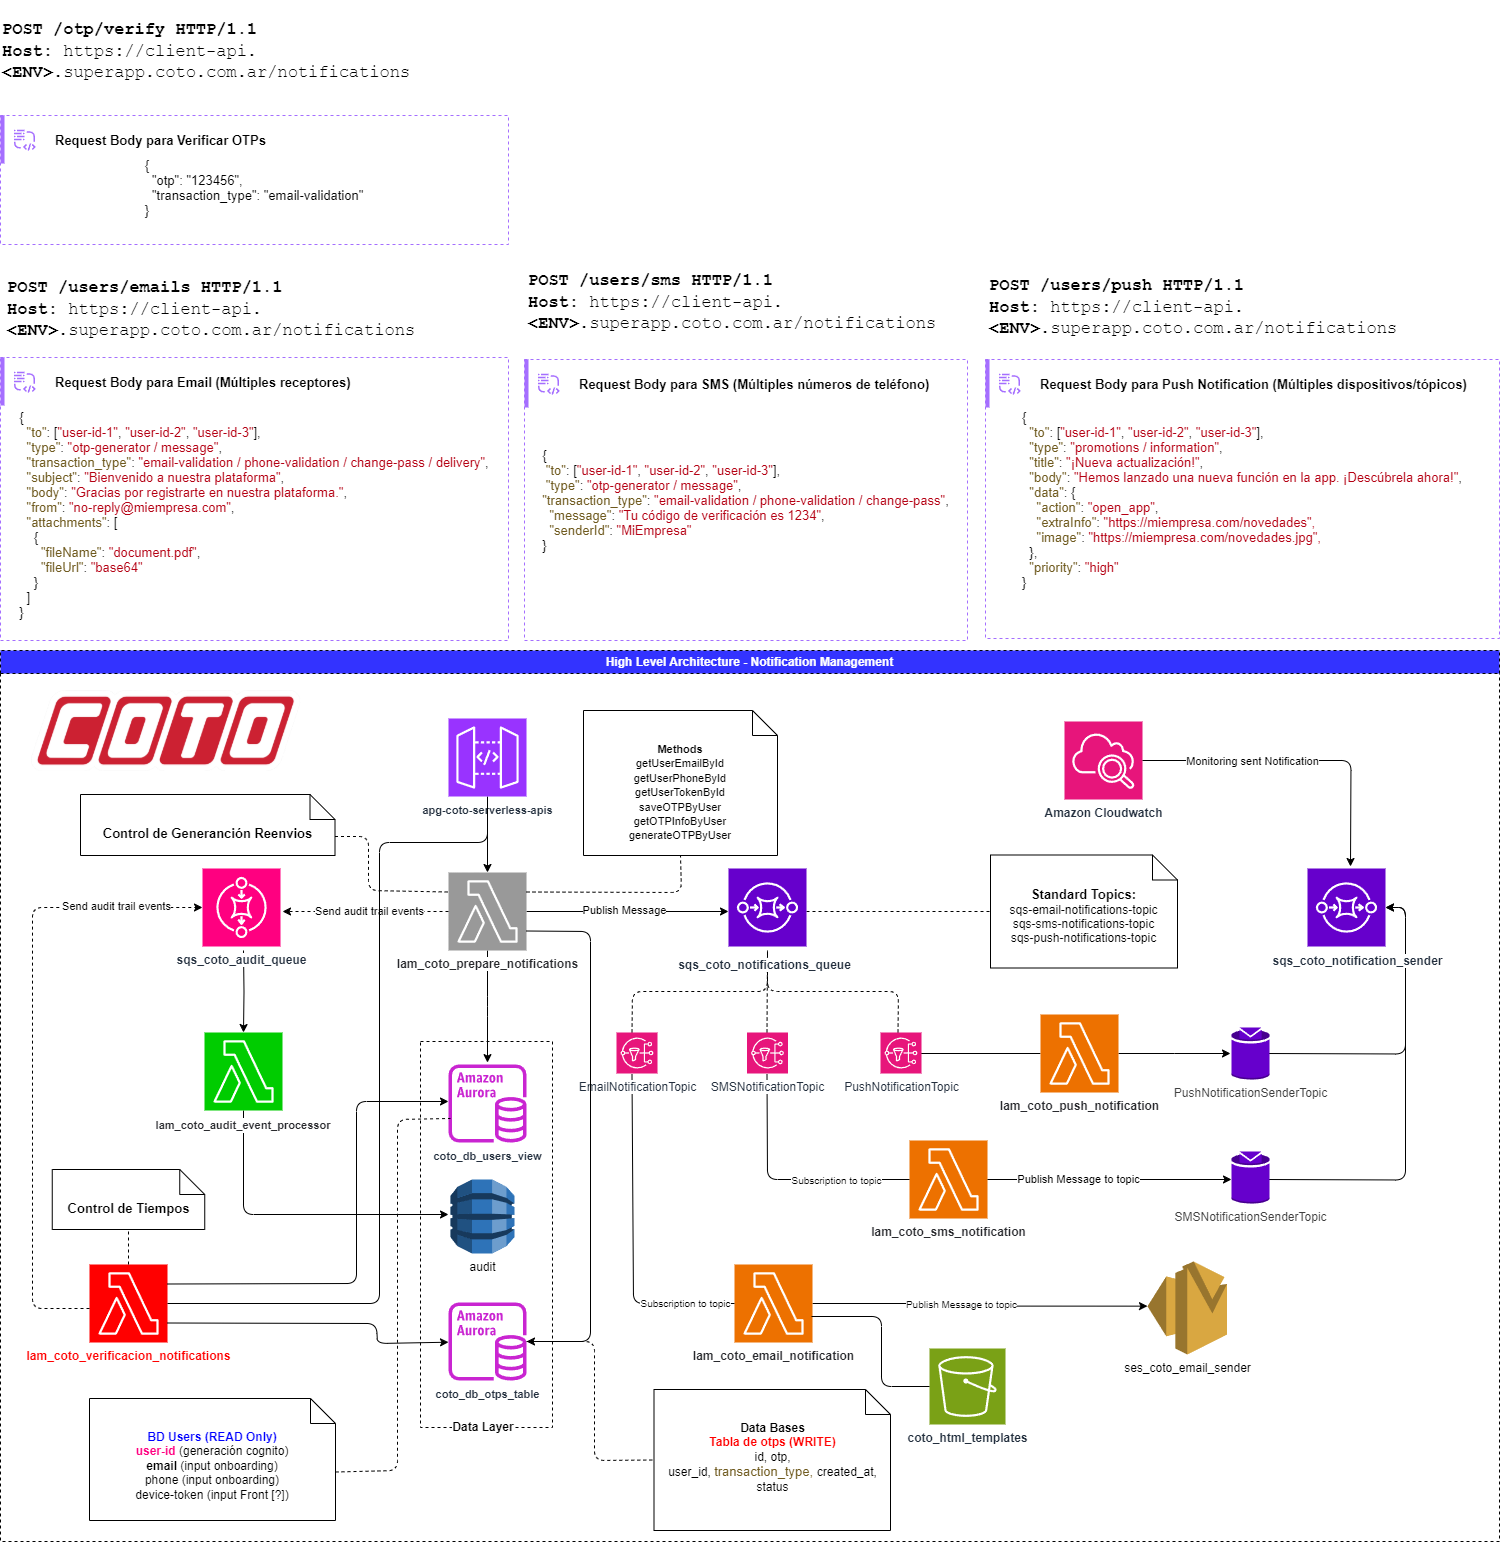 POST /otp/verify HTTP/1.1
Host: https://client-api.
<ENV>.superapp.coto.com.ar/notifications
Request Body para Verificar OTPs
{
"otp": "123456",
"transaction_type": "email-validation"
}
POST /users/emails HTTP/1.1
Host: https://client-api.
<ENV>.superapp.coto.com.ar/notifications
Request Body para Email (Múltiples receptores)
{
"to": ["user-id-1", "user-id-2", "user-id-3"],
"type": "otp-generator / message",
"transaction_type": "email-validation / phone-validation / change-pass / delivery",
"subject": "Bienvenido a nuestra plataforma",
"body": "Gracias por registrarte en nuestra plataforma.",
"from": "no-reply@miempresa.com",
"attachments": [
{
"fileName": "document.pdf",
"fileUrl": "base64"
}
]
}
POST /users/sms HTTP/1.1
Host: https://client-api.
<ENV>.superapp.coto.com.ar/notifications
Request Body para SMS (Múltiples números de teléfono)
{
"to": ["user-id-1", "user-id-2", "user-id-3"],
"type": "otp-generator / message",
"transaction_type": "email-validation / phone-validation / change-pass",
"message": "Tu código de verificación es 1234",
"senderId": "MiEmpresa"
}
POST /users/push HTTP/1.1
Host: https://client-api.
<ENV>.superapp.coto.com.ar/notifications
Request Body para Push Notification (Múltiples dispositivos/tópicos)
{
"to": ["user-id-1", "user-id-2", "user-id-3"],
"type": "promotions / information",
"title": "¡Nueva actualización!",
"body": "Hemos lanzado una nueva función en la app. ¡Descúbrela ahora!",
"data": {
"action": "open_app",
"extraInfo": "https://miempresa.com/novedades",
"image": "https://miempresa.com/novedades.jpg",
},
"priority": "high"
}
High Level Architecture - Notification Management
COTO
apg-coto-serverless-apis
Methods
getUserEmailById
getUserPhoneById
getUserTokenById
saveOTPByUser
getOTPInfoByUser
generateOTPByUser
Amazon Cloudwatch
Monitoring sent Notification
Control de Generanción Reenvios
Send audit trail events
sqs_coto_audit_queue
Send audit trail events
lam_coto_prepare_notifications
Publish Message
sqs_coto_notifications_queue
Standard Topics:
sqs-email-notifications-topic
sqs-sms-notifications-topic
sqs-push-notifications-topic
sqs_coto_notification_sender
lam_coto_audit_event_processor
Amazon
Aurora
coto_db_users_view
EmailNotificationTopic
SMSNotificationTopic
PushNotificationTopic
lam_coto_push_notification
PushNotificationSenderTopic
Control de Tiempos
audit
Subscription to topic
lam_coto_sms_notification
Publish Message to topic
SMSNotificationSenderTopic
lam_coto_verificacion_notifications
Amazon
Aurora
coto_db_otps_table
Data Layer
Subscription to topic
lam_coto_email_notification
Publish Message to topic
ses_coto_email_sender
coto_html_templates
BD Users (READ Only)
user-id (generación cognito)
email (input onboarding)
phone (input onboarding)
device-token (input Front [?])
Data Bases
Tabla de otps (WRITE)
id, otp,
user_id, transaction_type, created_at,
status